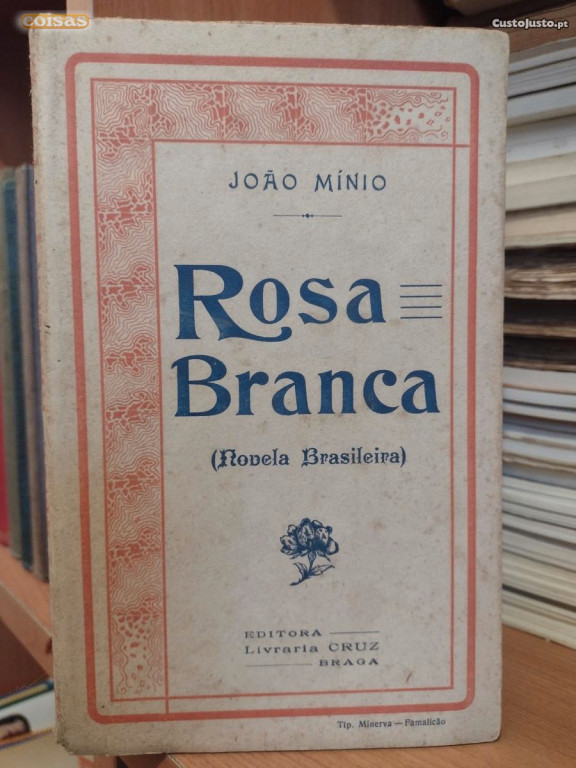 coisas
CustoJusto.pt
JOÃO MÍNIO
Rosa
Branca
(Novela Brasileira)
EDITORA
Livraria CRUZ
BRAGA
Tip. Minerva — Famalicão